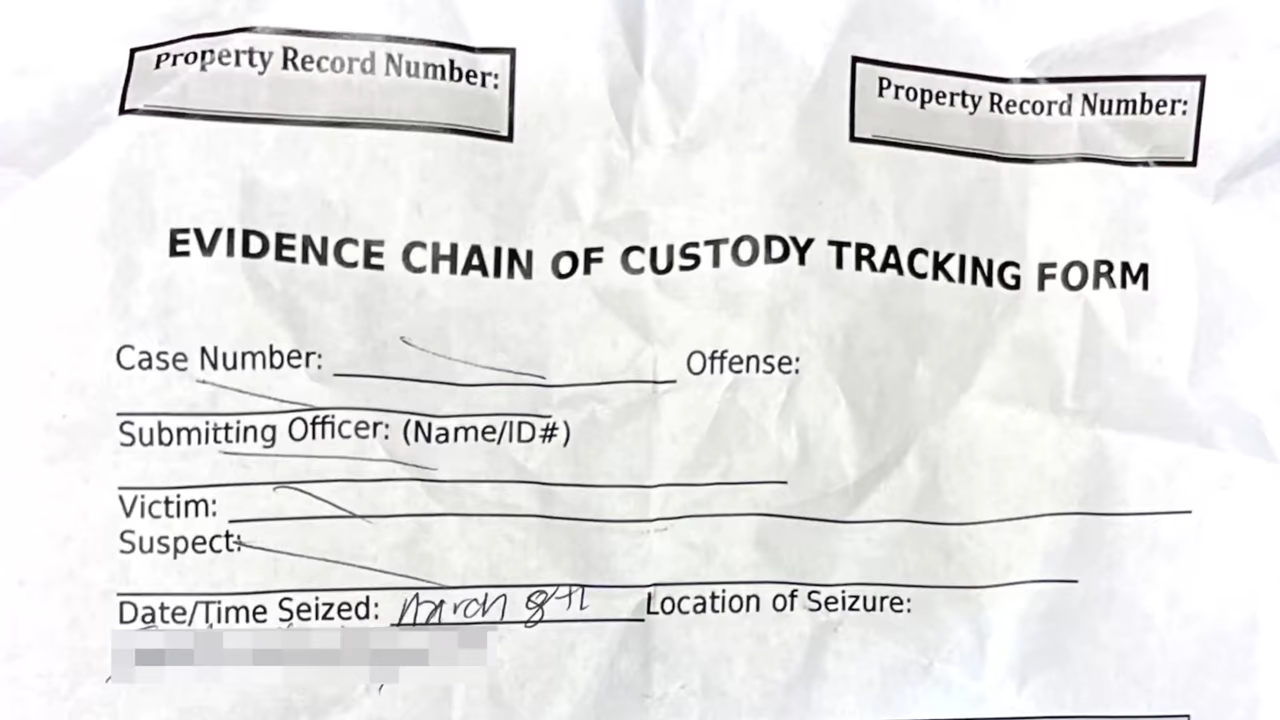 Property Record Number:
Property Record Number:
EVIDENCE CHAIN OF CUSTODY TRACKING FORM
Case Number: Offense:
Submitting Officer: (Name/ID#)
Victim:
Suspect:
Date/Time Seized: March 8th Location of Seizure: